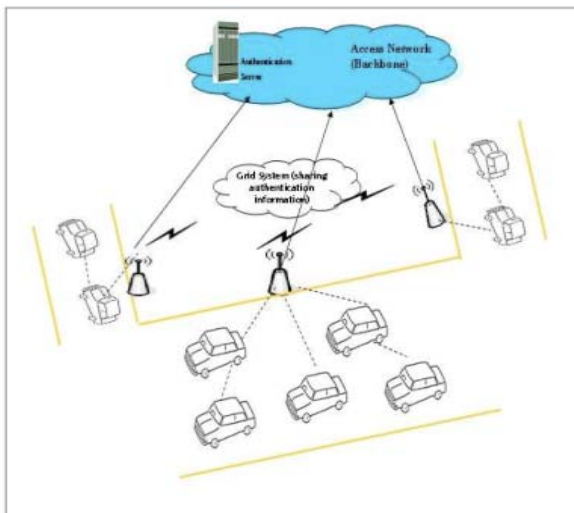 Authentication
Server
Access Network
(Backbone)
Grid System (sharing
authentication
information)